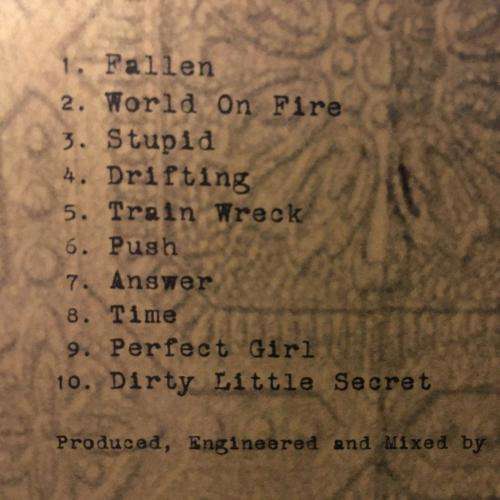 1. Fallen
2. World On Fire
3. Stupid
4. Drifting
5. Train Wreck
6. Push
7. Answer
8. Time
9. Perfect Girl
10. Dirty Little Secret
Produced, Engineered and Mixed by